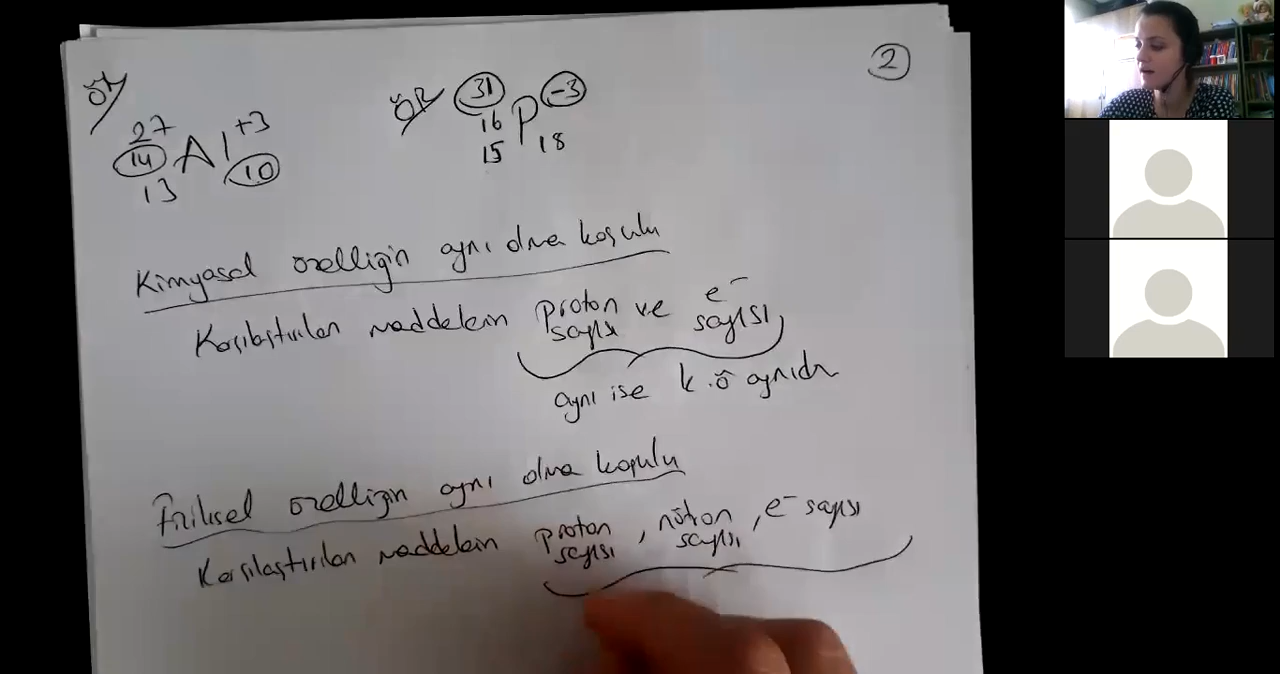 ÖR
27
14 Al +3
13 10
ÖR
31
16 P -3
15 18
2
Kimyasal özelliğin aynı olma koşulu
Karşılaştırılan maddelerin proton sayısı ve e⁻ sayısı
aynı ise k.ö aynıdır
Fiziksel özelliğin aynı olma koşulu
Karşılaştırılan maddelerin proton sayısı, nötron sayısı, e⁻ sayısı